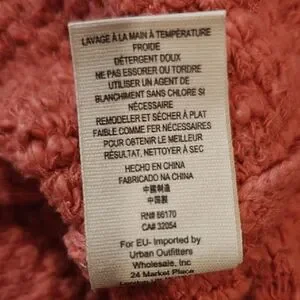 LAVAGE À LA MAIN À TEMPÉRATURE
FROIDE
DÉTERGENT DOUX
NE PAS ESSORER OU TORDRE
UTILISER UN AGENT DE
BLANCHIMENT SANS CHLORE SI
NÉCESSAIRE
REMODELER ET SÉCHER À PLAT
FAIBLE COMME FER NÉCESSAIRES
POUR OBTENIR LE MEILLEUR
RÉSULTAT, NETTOYER À SEC
HECHO EN CHINA
FABRICADO NA CHINA
中國製造
中国製
RN# 66170
CA# 32054
For EU- Imported by
Urban Outfitters
Wholesale, Inc
24 Market Place